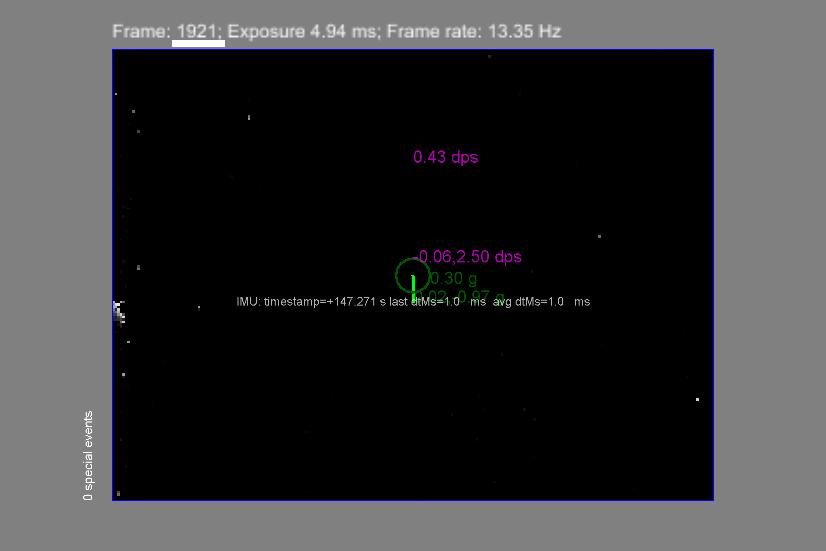 Frame: 1921; Exposure 4.94 ms; Frame rate: 13.35 Hz
0.43 dps
-0.06,2.50 dps
0.30 g
IMU: timestamp=+147.271 s last dtMs=1.0 ms avg dtMs=1.0 ms
0 special events